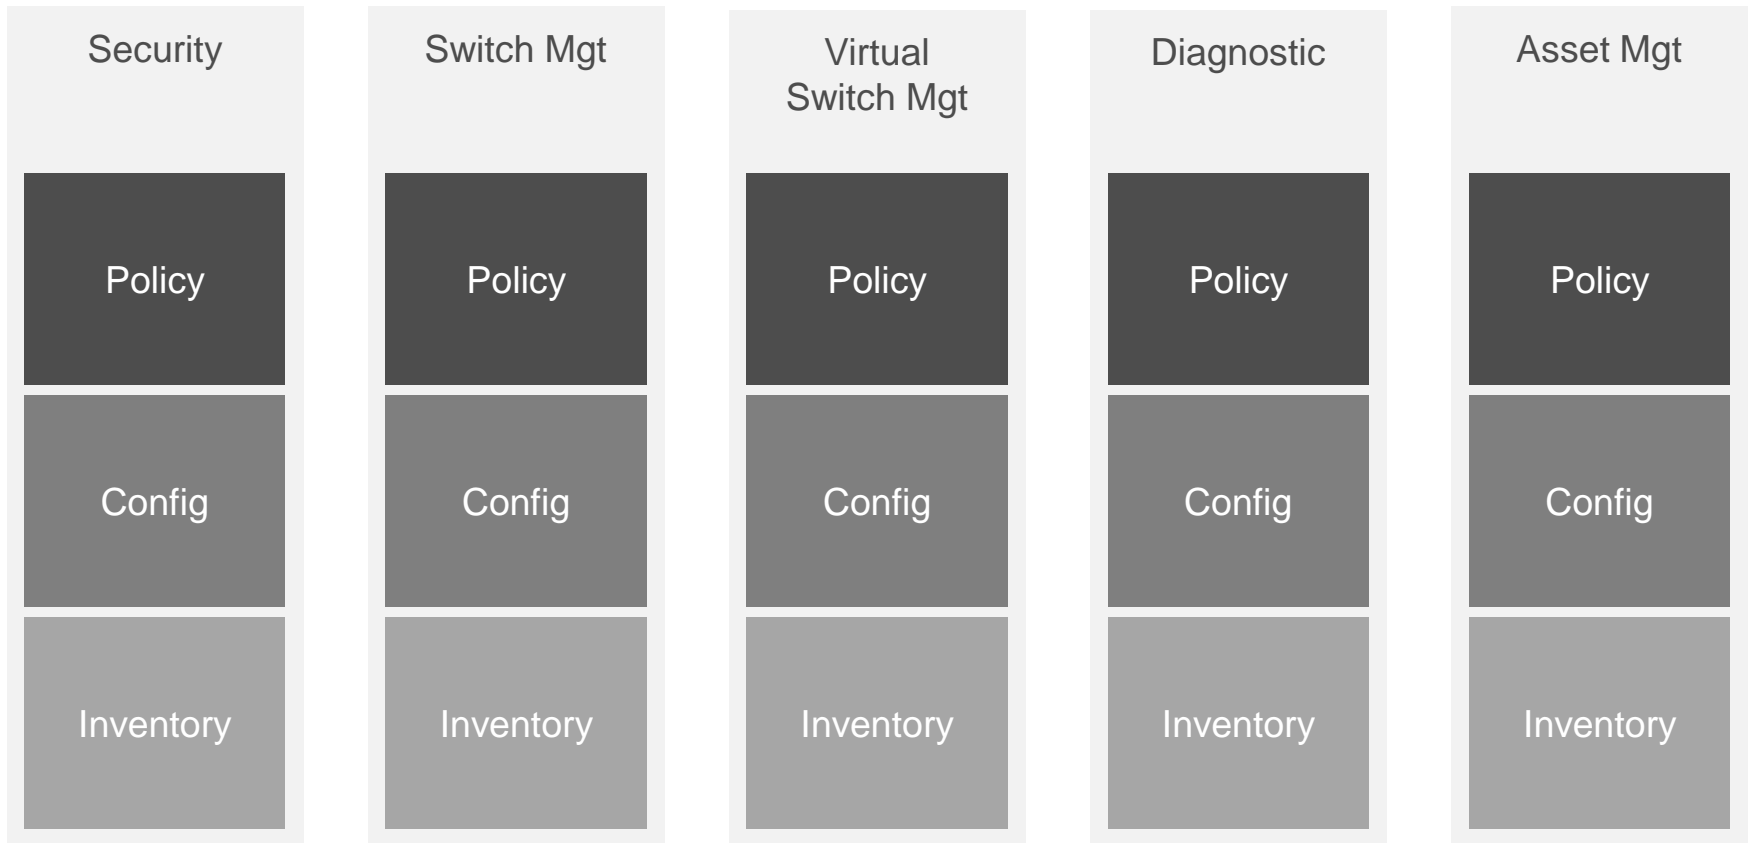 Security
Policy
Config
Inventory
Switch Mgt
Policy
Config
Inventory
Virtual
Switch Mgt
Policy
Config
Inventory
Diagnostic
Policy
Config
Inventory
Asset Mgt
Policy
Config
Inventory